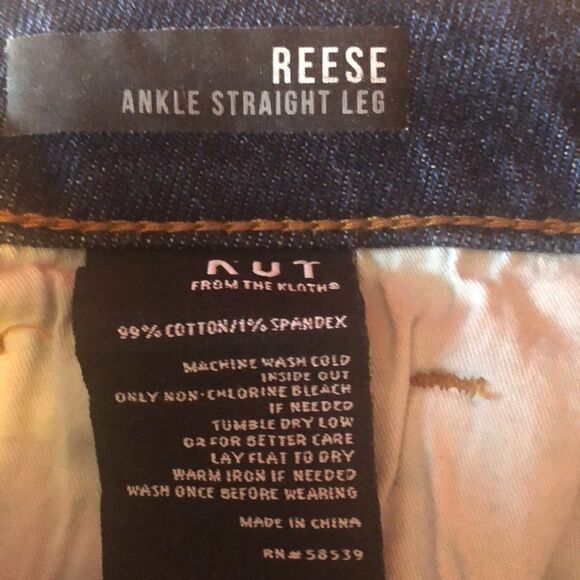 REESE
ANKLE STRAIGHT LEG
KUT
FROM THE KLOTH®
99% COTTON/1% SPANDEX
MACHINE WASH COLD
INSIDE OUT
ONLY NON-CHLORINE BLEACH
IF NEEDED
TUMBLE DRY LOW
OR FOR BETTER CARE
LAY FLAT TO DRY
WARM IRON IF NEEDED
WASH ONCE BEFORE WEARING
MADE IN CHINA
RN#58539